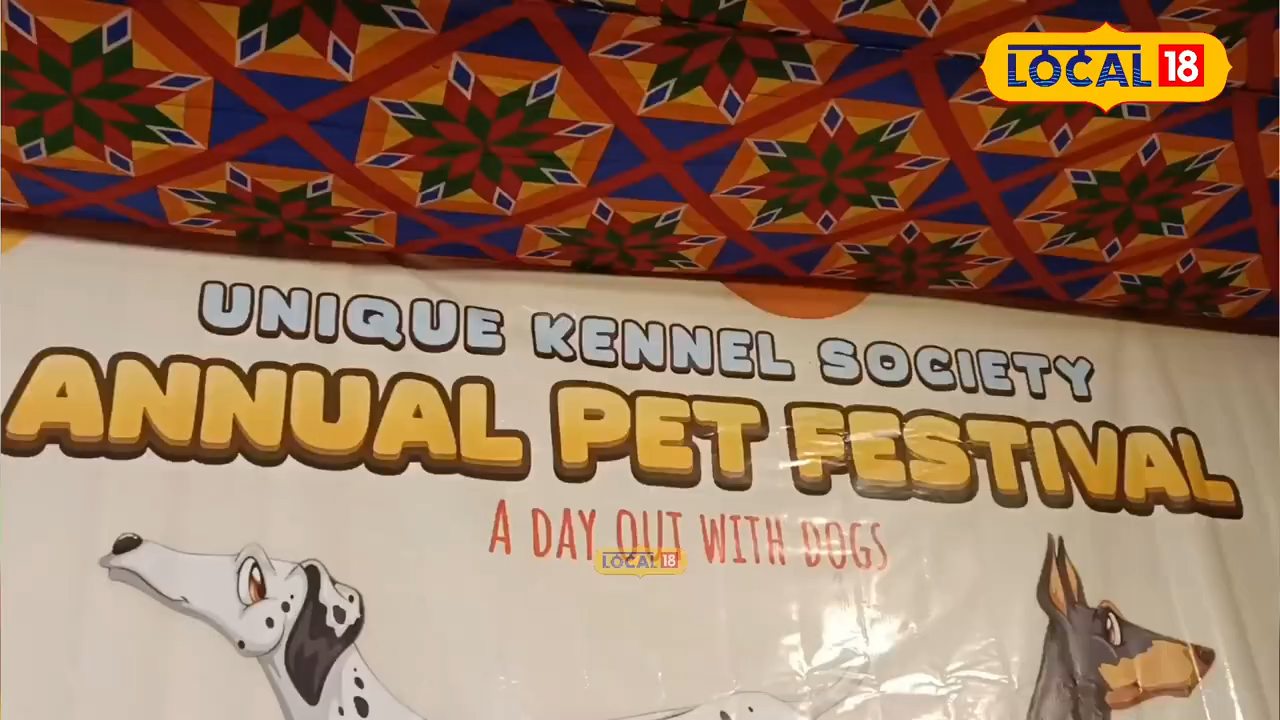 LOCAL 18
UNIQUE KENNEL SOCIETY
ANNUAL PET FESTIVAL
A DAY OUT WITH DOGS
LOCAL 18